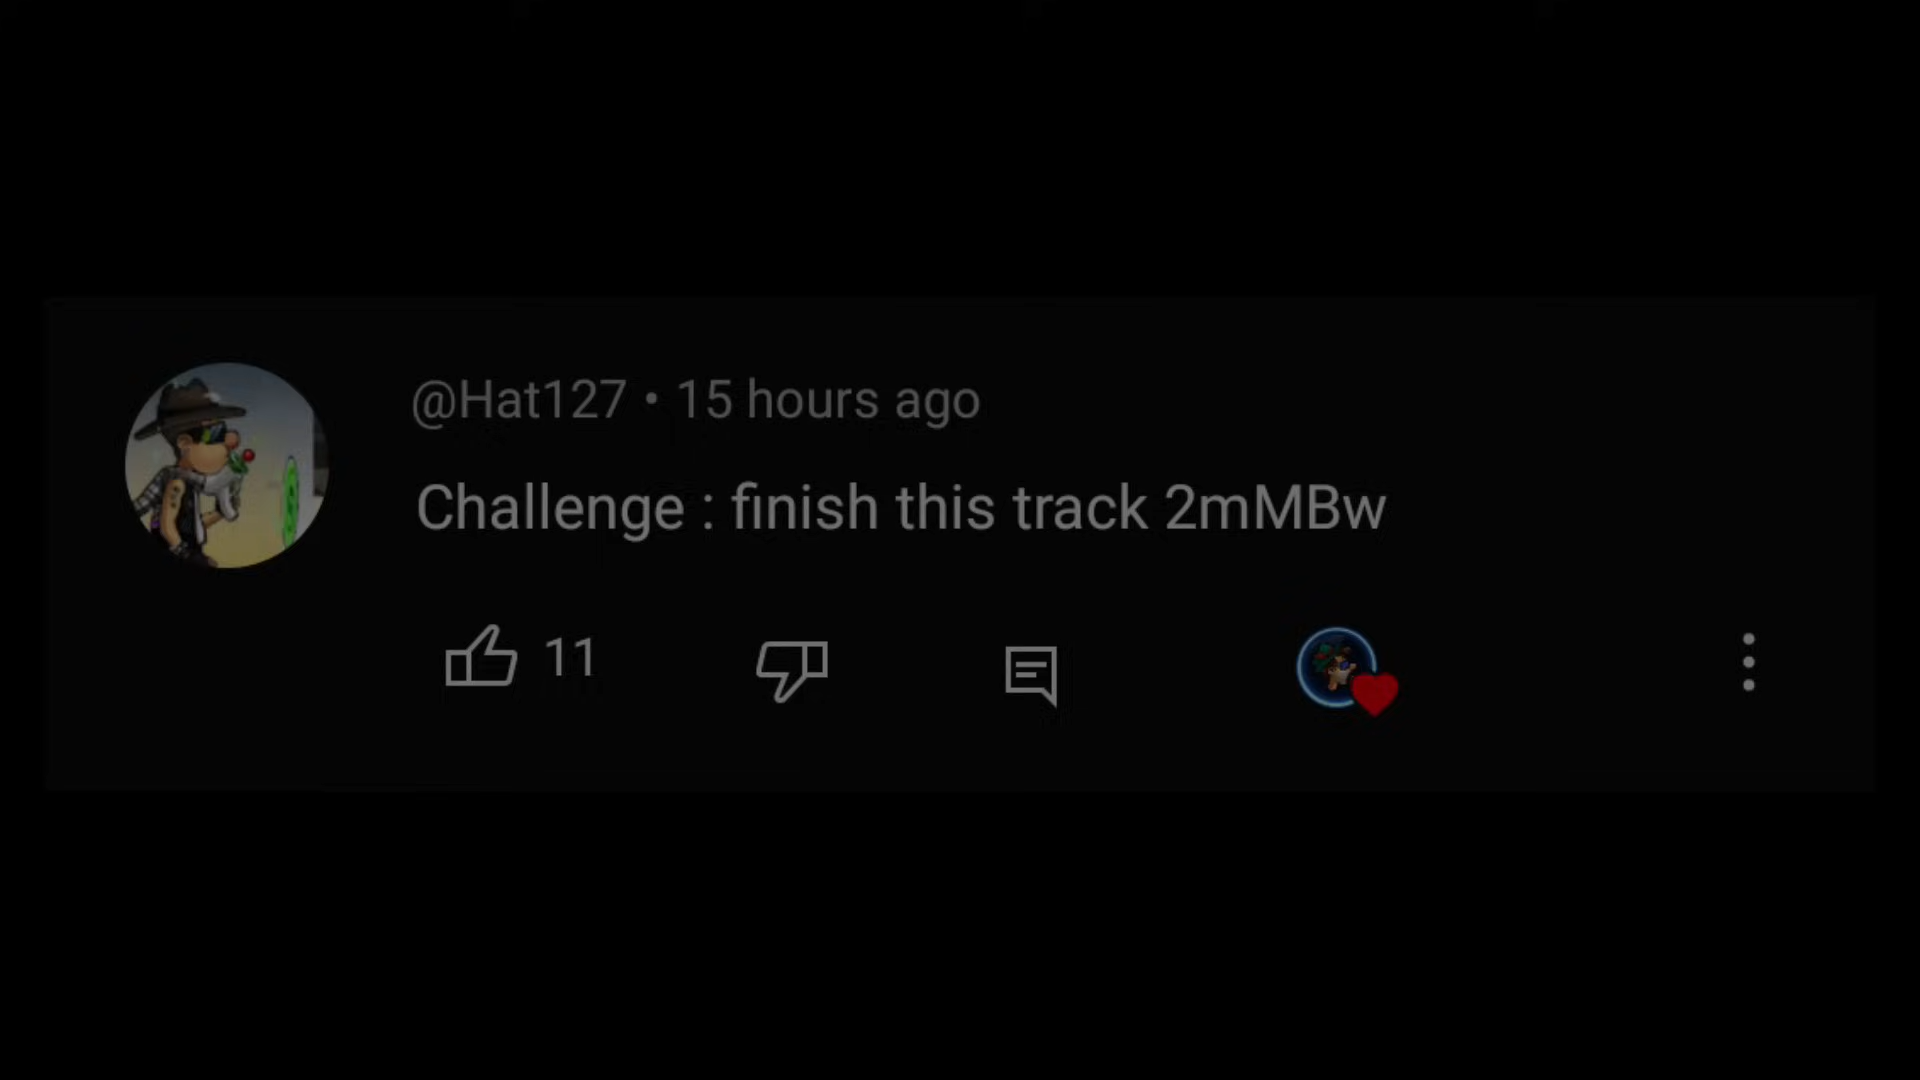 @Hat127 • 15 hours ago
Challenge : finish this track 2mMBw
11